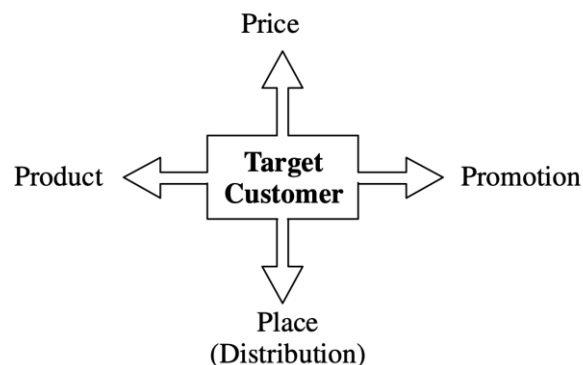 Price
Product
Target
Customer
Promotion
Place
(Distribution)